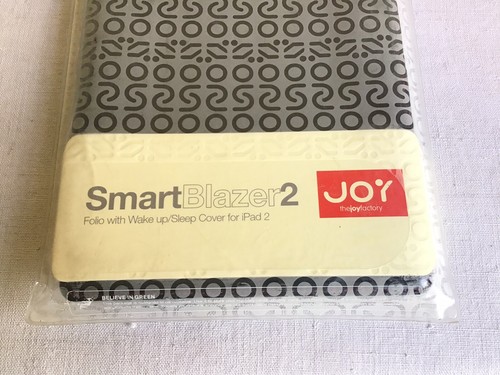 SmartBlazer2
Folio with Wake up/Sleep Cover for iPad 2
JOY
thejoyfactory
BELIEVE IN GREEN